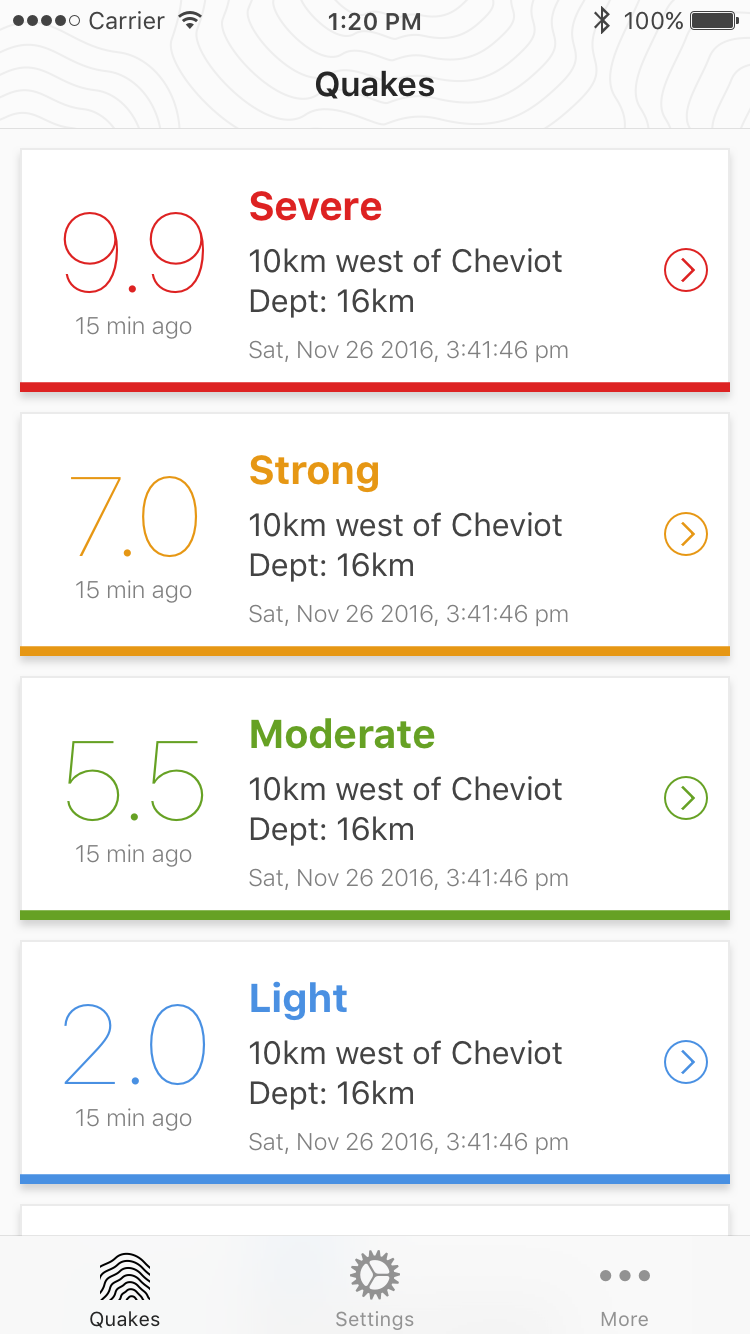 Carrier 1:20 PM 100%
Quakes
Severe
9.9
10km west of Cheviot
Dept: 16km
15 min ago
Sat, Nov 26 2016, 3:41:46 pm
Strong
7.0
10km west of Cheviot
Dept: 16km
15 min ago
Sat, Nov 26 2016, 3:41:46 pm
Moderate
5.5
10km west of Cheviot
Dept: 16km
15 min ago
Sat, Nov 26 2016, 3:41:46 pm
Light
2.0
10km west of Cheviot
Dept: 16km
15 min ago
Sat, Nov 26 2016, 3:41:46 pm
Quakes Settings More